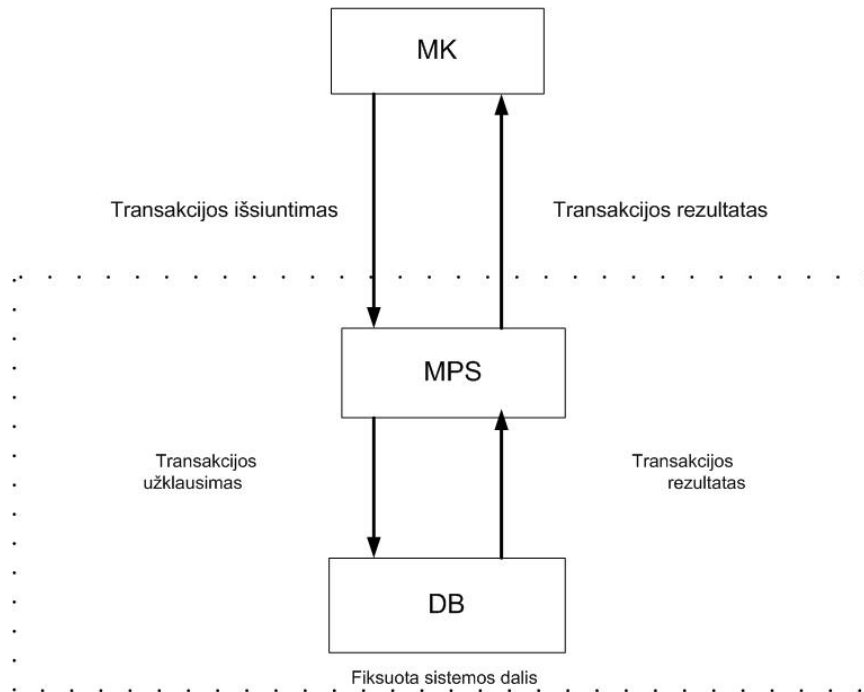 MK
Transakcijos išsiuntimas
Transakcijos rezultatas
MPS
Transakcijos
užklausimas
Transakcijos
rezultatas
DB
Fiksuota sistemos dalis